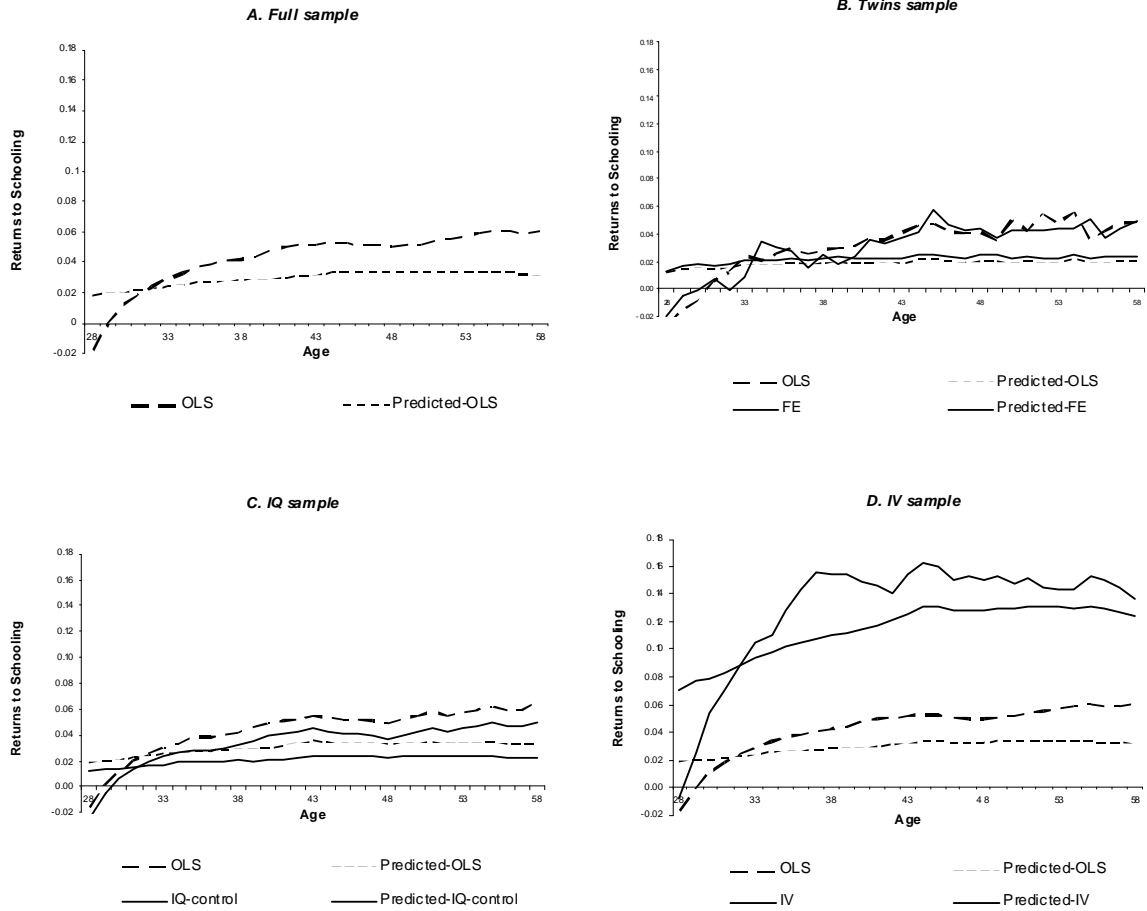 A. Full sample
Returns to Schooling
0.18
0.16
0.14
0.12
0.1
0.08
0.06
0.04
0.02
0
-0.02
28 33 38 43 48 53 58
Age
OLS Predicted-OLS
B. Twins sample
Returns to Schooling
0.18
0.16
0.14
0.12
0.10
0.08
0.06
0.04
0.02
0.00
-0.02
28 33 38 43 48 53 58
Age
OLS Predicted-OLS
FE Predicted-FE
C. IQ sample
Returns to Schooling
0.18
0.16
0.14
0.12
0.10
0.08
0.06
0.04
0.02
0.00
-0.02
28 33 38 43 48 53 58
Age
OLS Predicted-OLS
IQ-control Predicted-IQ-control
D. IV sample
Returns to Schooling
0.18
0.16
0.14
0.12
0.10
0.08
0.06
0.04
0.02
0.00
-0.02
28 33 38 43 48 53 58
Age
OLS Predicted-OLS
IV Predicted-IV